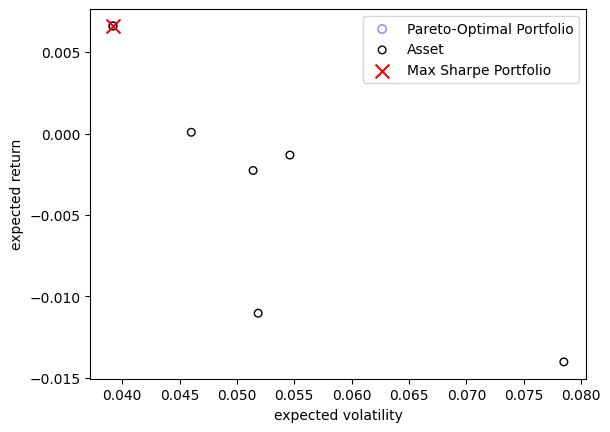 Pareto-Optimal Portfolio
Asset
Max Sharpe Portfolio
0.005
0.000
−0.005
−0.010
−0.015
expected return
0.040 0.045 0.050 0.055 0.060 0.065 0.070 0.075 0.080
expected volatility